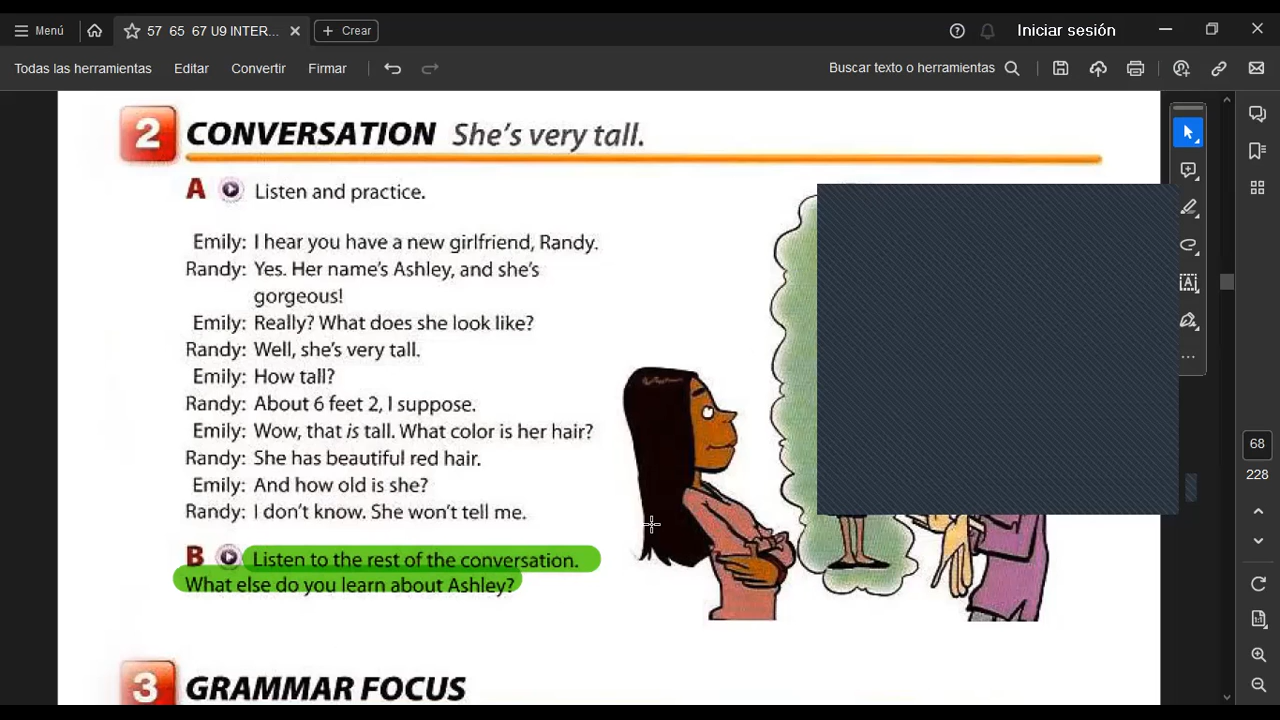 Menú
57 65 67 U9 INTER...
Crear
Iniciar sesión
Todas las herramientas
Editar
Convertir
Firmar
Buscar texto o herramientas
2 CONVERSATION She's very tall.
A Listen and practice.
Emily: I hear you have a new girlfriend, Randy.
Randy: Yes. Her name's Ashley, and she's
gorgeous!
Emily: Really? What does she look like?
Randy: Well, she's very tall.
Emily: How tall?
Randy: About 6 feet 2, I suppose.
Emily: Wow, that is tall. What color is her hair?
Randy: She has beautiful red hair.
Emily: And how old is she?
Randy: I don't know. She won't tell me.
B Listen to the rest of the conversation.
What else do you learn about Ashley?
3 GRAMMAR FOCUS
68
228